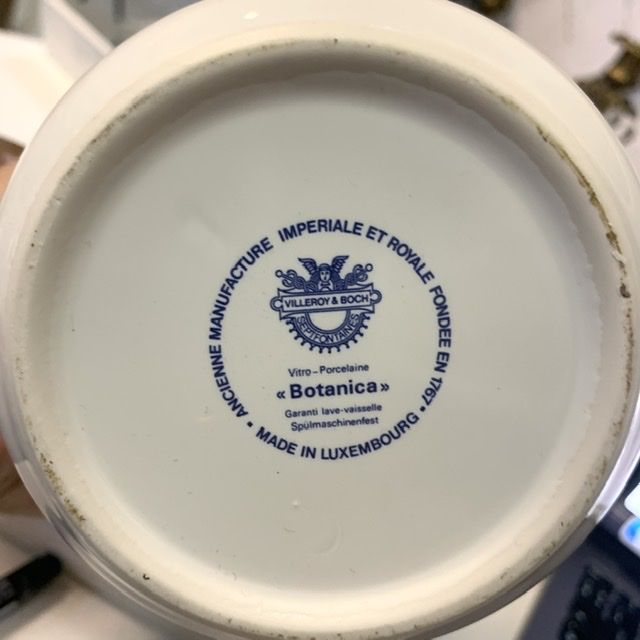 ANCIENNE MANUFACTURE IMPERIALE ET ROYALE FONDEE EN 1767 •
VILLEROY & BOCH
SEPTFONTAINES
Vitro-Porcelaine
« Botanica »
Garanti lave-vaisselle
Spülmaschinenfest
• MADE IN LUXEMBOURG